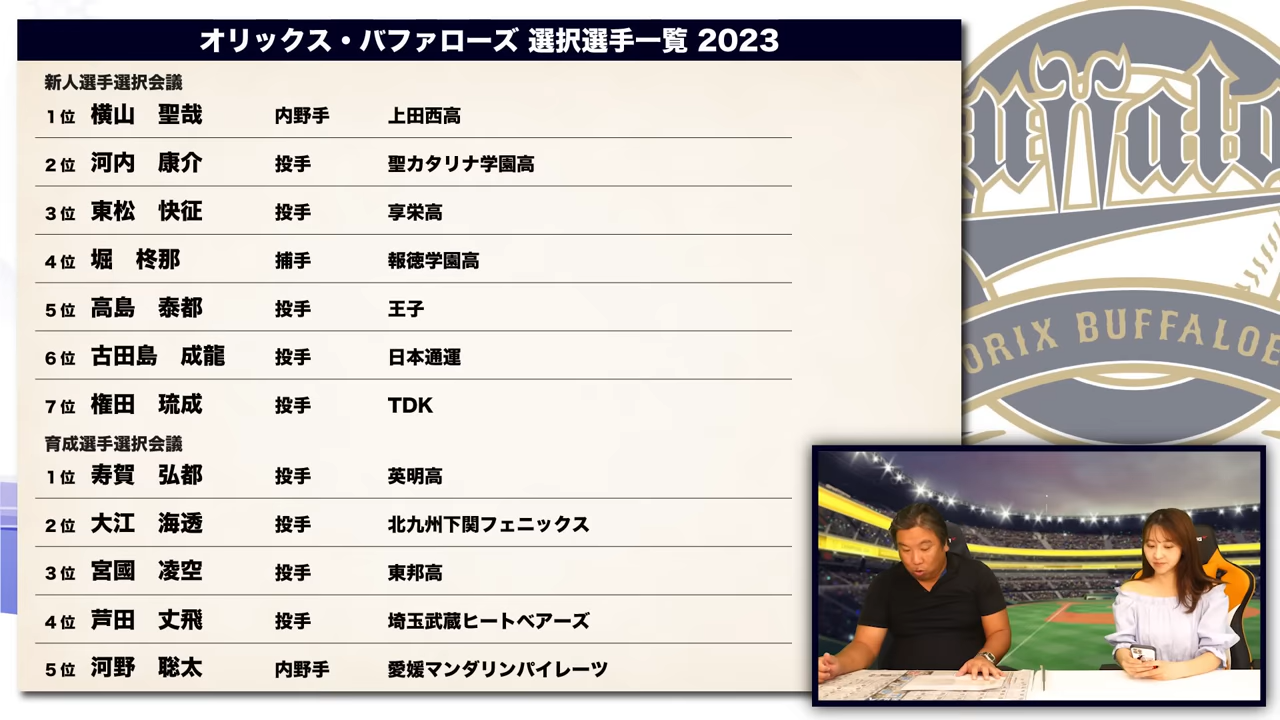 オリックス・バファローズ 選択選手一覧 2023
新人選手選択会議
1位 横山 聖哉 内野手 上田西高
2位 河内 康介 投手 聖カタリナ学園高
3位 東松 快征 投手 享栄高
4位 堀 柊那 捕手 報徳学園高
5位 高島 泰都 投手 王子
6位 古田島 成龍 投手 日本通運
7位 権田 琉成 投手 TDK
育成選手選択会議
1位 寿賀 弘都 投手 英明高
2位 大江 海透 投手 北九州下関フェニックス
3位 宮國 凌空 投手 東邦高
4位 芦田 丈飛 投手 埼玉武蔵ヒートベアーズ
5位 河野 聡太 内野手 愛媛マンダリンパイレーツ
uffalo
ORIX BUFFALOE